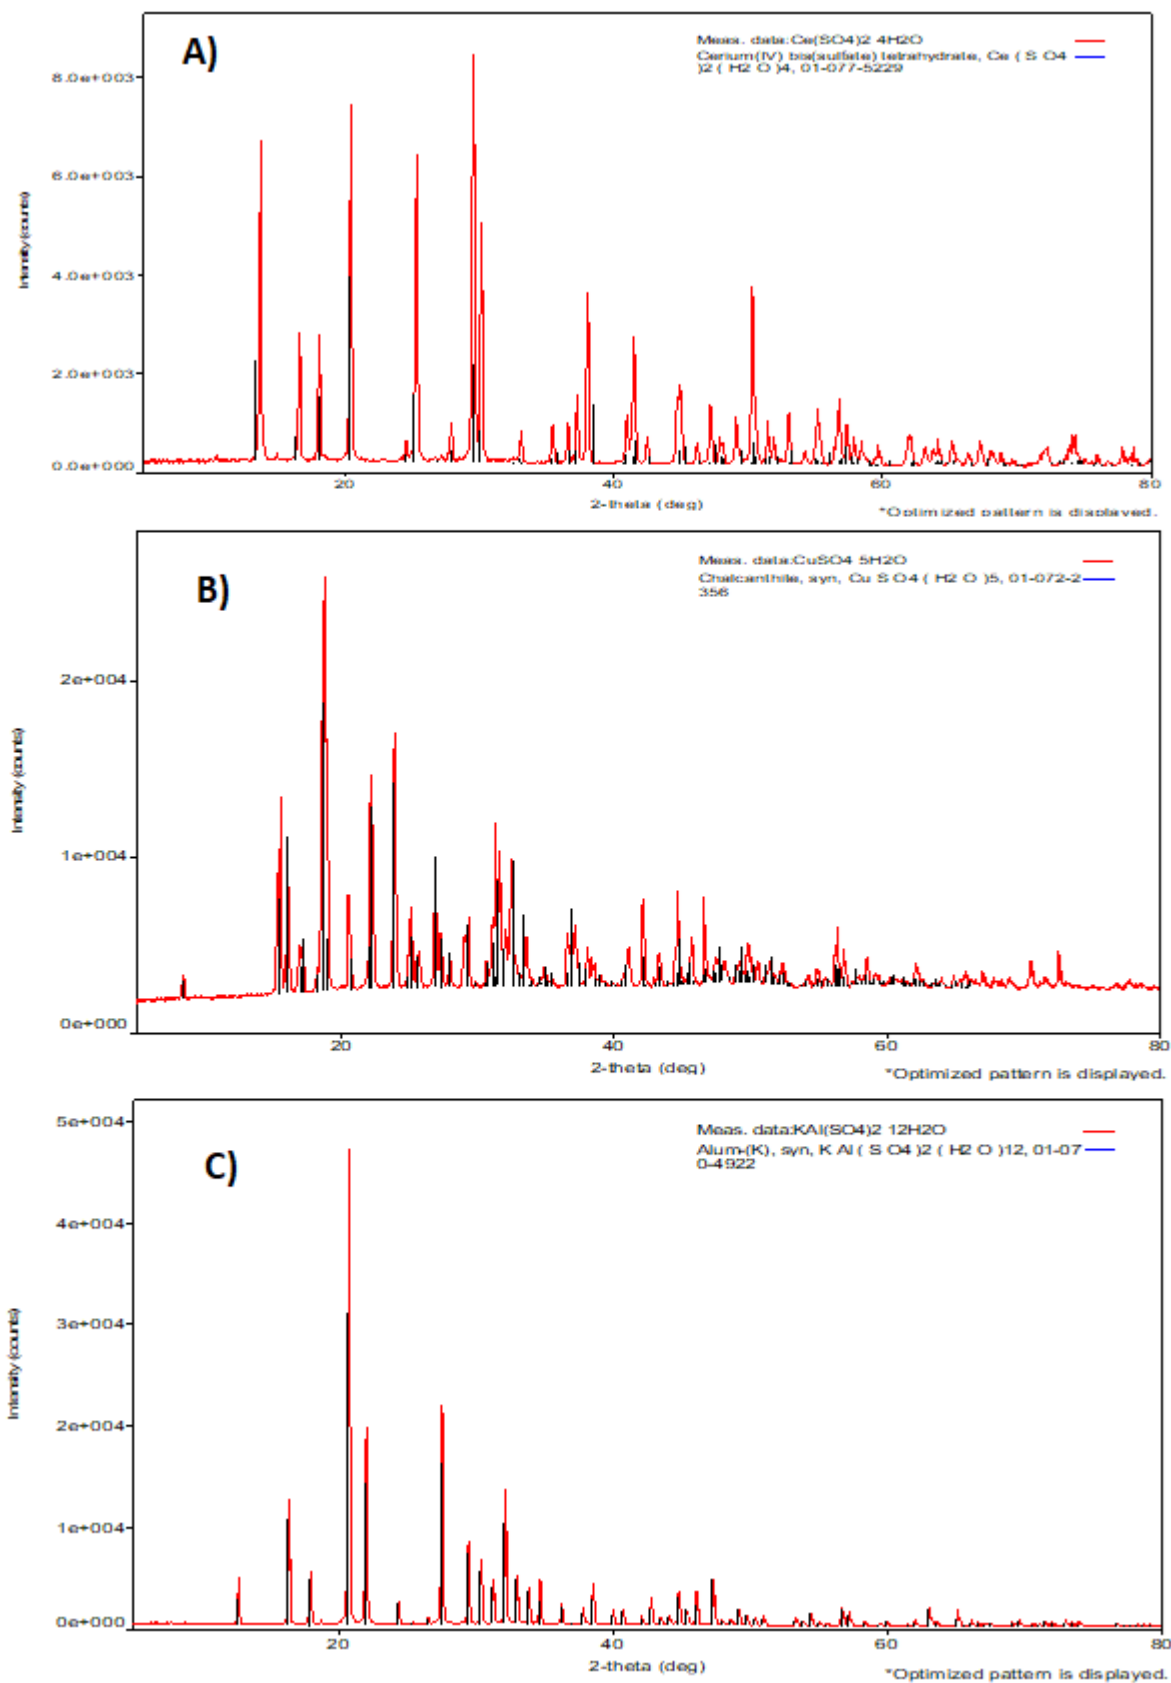 A)
Meas. data:Ce(SO4)2 4H2O
Cerium(IV) bis(sulfate) tetrahydrate, Ce ( S O4
)2 ( H2 O )4, 01-077-5229
Intensity (counts)
8.0e+003
6.0e+003
4.0e+003
2.0e+003
0.0e+000
20
40
60
80
2-theta (deg)
*Optimized pattern is displayed.
B)
Meas. data:CuSO4 5H2O
Chalcanthite, syn, Cu S O4 ( H2 O )5, 01-072-2
356
Intensity (counts)
2e+004
1e+004
0e+000
20
40
60
80
2-theta (deg)
*Optimized pattern is displayed.
C)
Meas. data:KAl(SO4)2 12H2O
Alum-(K), syn, K Al ( S O4 )2 ( H2 O )12, 01-07
0-4922
Intensity (counts)
5e+004
4e+004
3e+004
2e+004
1e+004
0e+000
20
40
60
80
2-theta (deg)
*Optimized pattern is displayed.